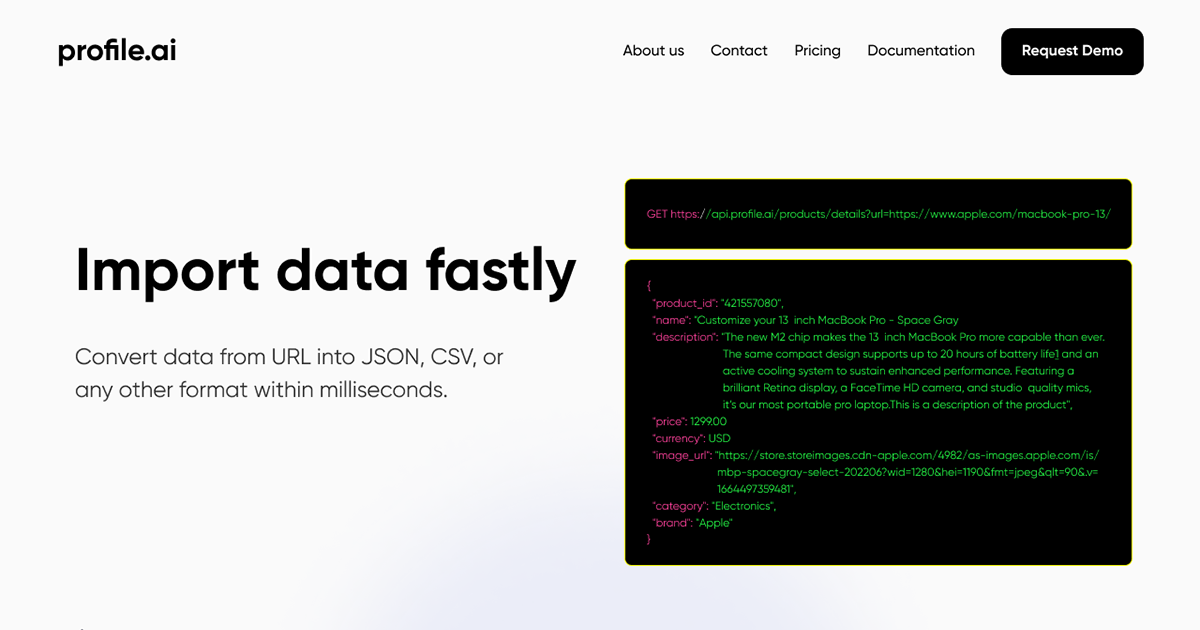 profile.ai
About us Contact Pricing Documentation Request Demo
Import data fastly
Convert data from URL into JSON, CSV, or
any other format within milliseconds.
GET https://api.profile.ai/products/details?url=https://www.apple.com/macbook-pro-13/
{
"product_id": "421557080",
"name": "Customize your 13 inch MacBook Pro - Space Gray
"description": "The new M2 chip makes the 13 inch MacBook Pro more capable than ever.
The same compact design supports up to 20 hours of battery life1 and an
active cooling system to sustain enhanced performance. Featuring a
brilliant Retina display, a FaceTime HD camera, and studio quality mics,
it's our most portable pro laptop.This is a description of the product",
"price": 1299.00
"currency": USD
"image_url": "https://store.storeimages.cdn-apple.com/4982/as-images.apple.com/is/
mbp-spacegray-select-202206?wid=1280&hei=1190&fmt=jpeg&qlt=90&.v=
1664497359481",
"category": "Electronics",
"brand": "Apple"
}